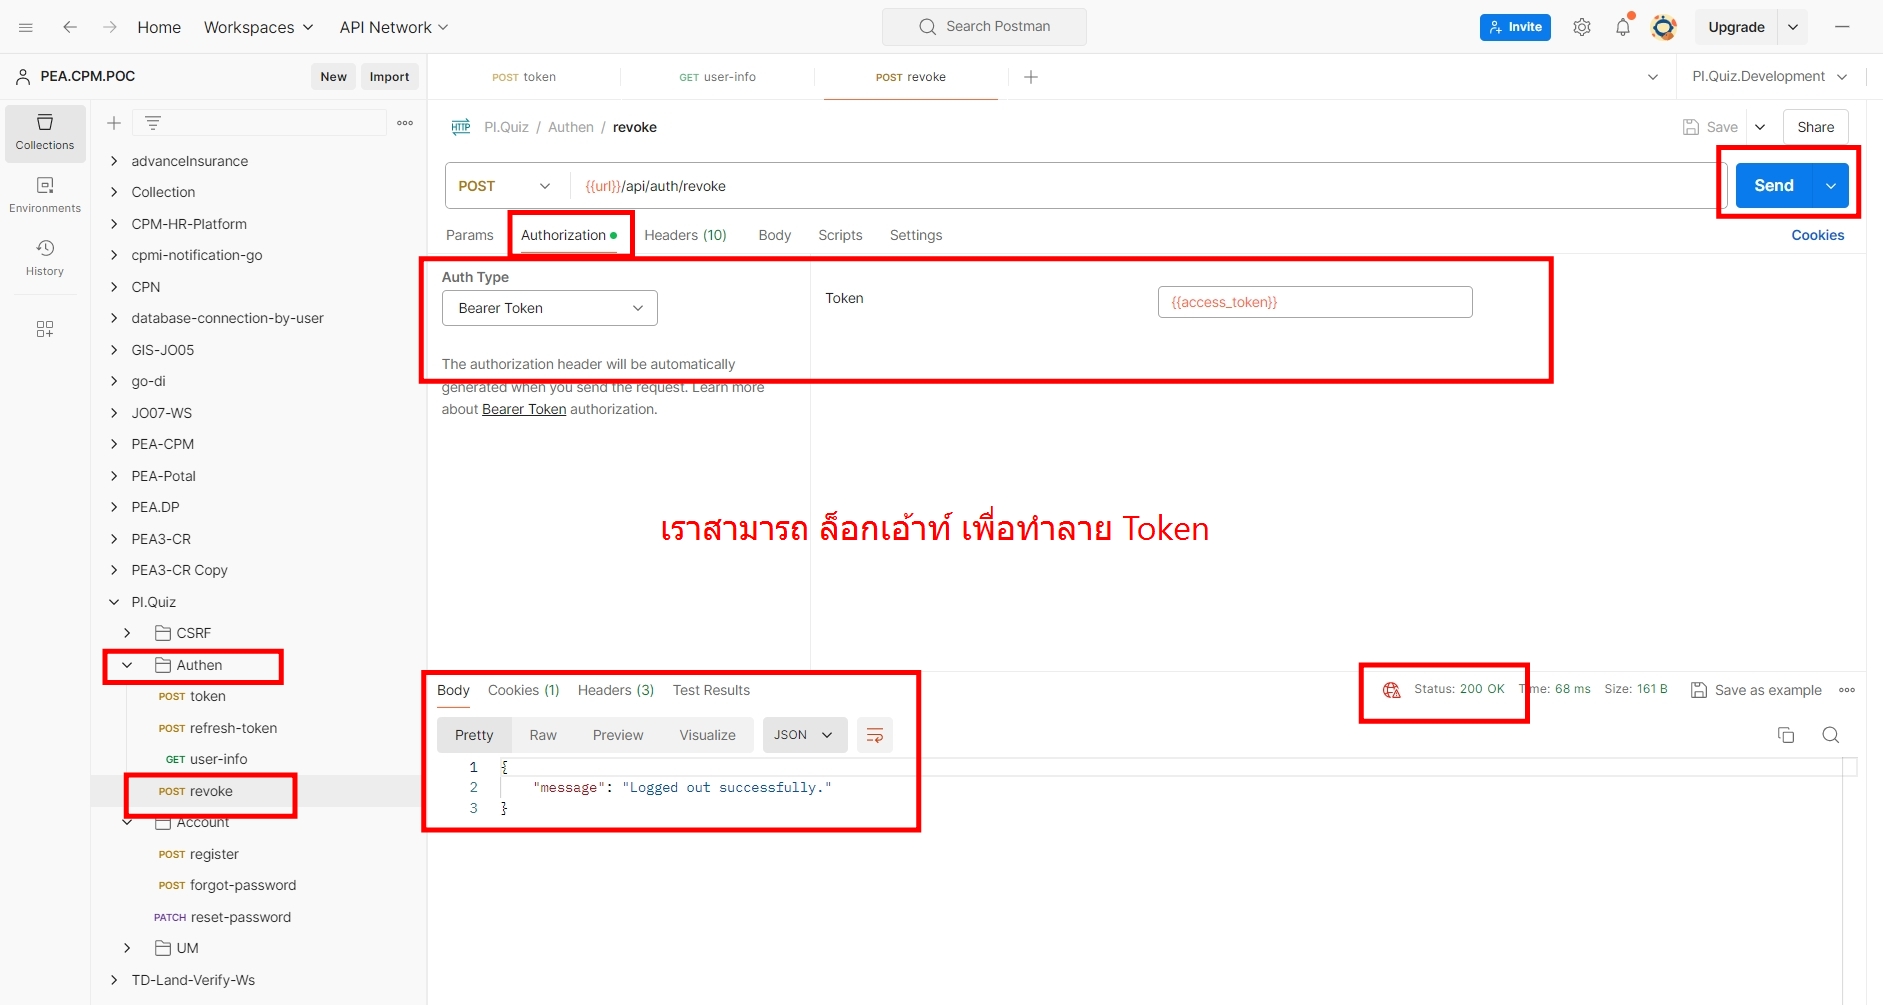 Home Workspaces API Network Search Postman Invite Upgrade
PEA.CPM.POC New Import POST token GET user-info POST revoke PI.Quiz.Development
Collections
Environments
History
advanceInsurance
Collection
CPM-HR-Platform
cpmi-notification-go
CPN
database-connection-by-user
GIS-JO05
go-di
JO07-WS
PEA-CPM
PEA-Potal
PEA.DP
PEA3-CR
PEA3-CR Copy
PI.Quiz
CSRF
Authen
POST token
POST refresh-token
GET user-info
POST revoke
Account
POST register
POST forgot-password
PATCH reset-password
UM
TD-Land-Verify-Ws
HTTP PI.Quiz / Authen / revoke Save Share
POST {{url}}/api/auth/revoke Send
Params Authorization Headers (10) Body Scripts Settings Cookies
Auth Type
Bearer Token
Token {{access_token}}
The authorization header will be automatically
generated when you send the request. Learn more
about Bearer Token authorization.
เราสามารถ ล็อกเอ้าท์ เพื่อทำลาย Token
Body Cookies (1) Headers (3) Test Results Status: 200 OK Time: 68 ms Size: 161 B Save as example
Pretty Raw Preview Visualize JSON
1 {
2 "message": "Logged out successfully."
3 }